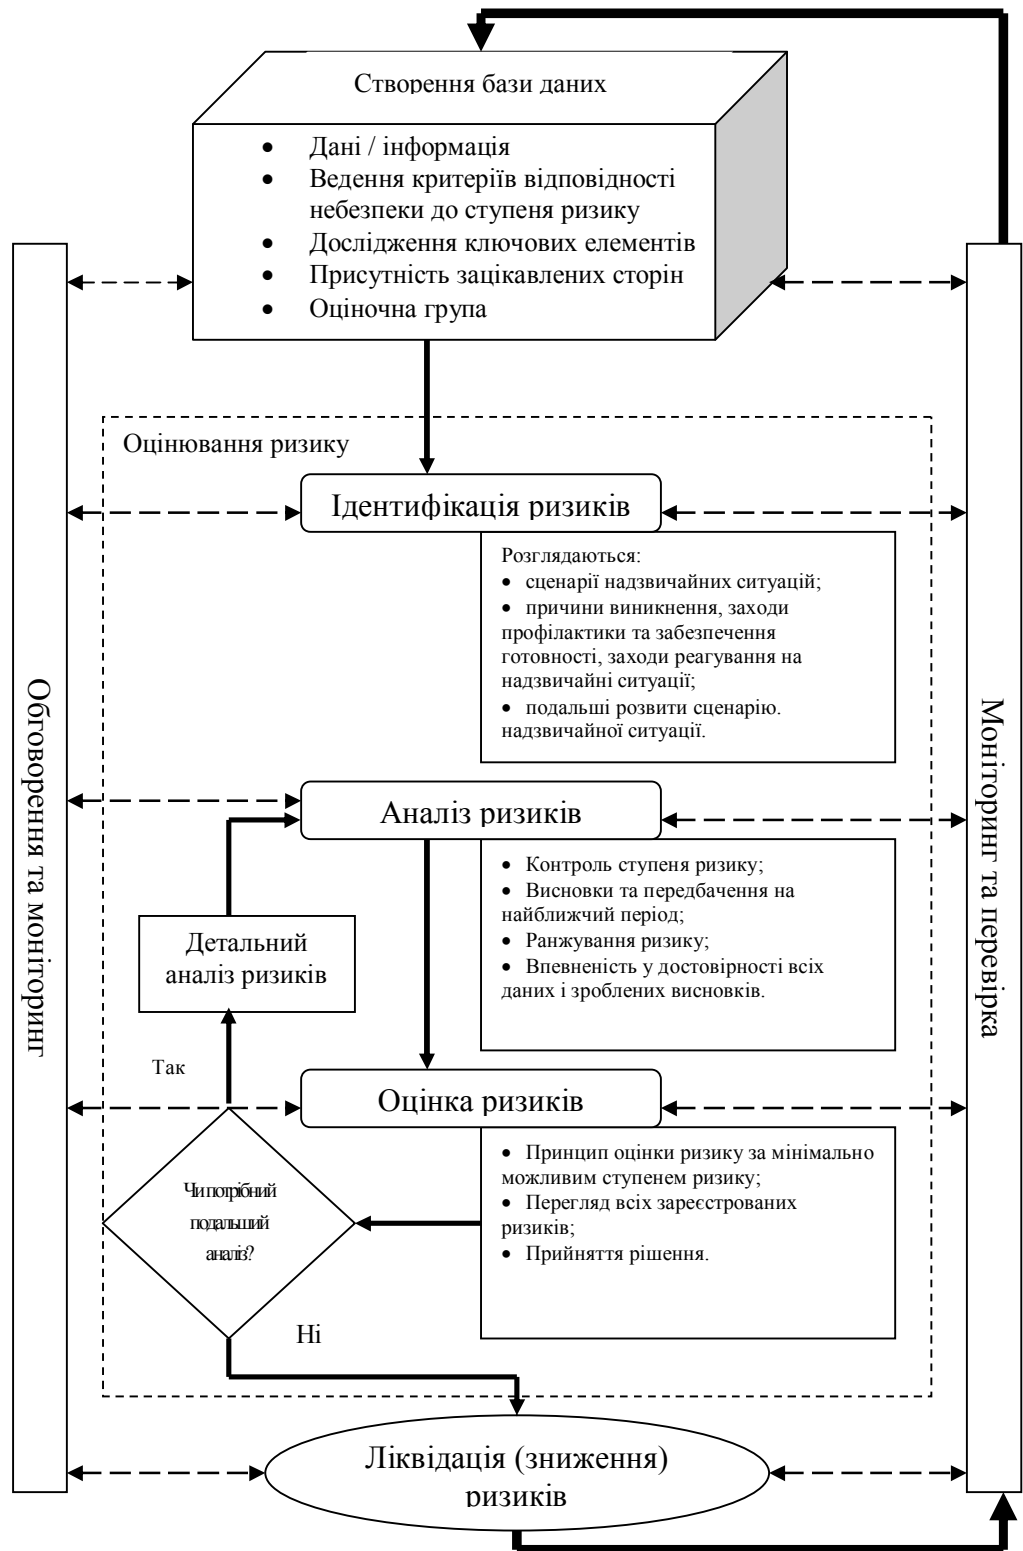 Створення бази даних
• Дані / інформація
• Ведення критеріїв відповідності
небезпеки до ступеня ризику
• Дослідження ключових елементів
• Присутність зацікавлених сторін
• Оціночна група
Оцінювання ризику
Ідентифікація ризиків
Розглядаються:
• сценарії надзвичайних ситуацій;
• причини виникнення, заходи
профілактики та забезпечення
готовності, заходи реагування на
надзвичайні ситуації;
• подальші розвити сценарію.
надзвичайної ситуації.
Обговорення та моніторинг
Моніторинг та перевірка
Аналіз ризиків
• Контроль ступеня ризику;
• Висновки та передбачення на
найближчий період;
• Ранжування ризику;
• Впевненість у достовірності всіх
даних і зроблених висновків.
Детальний
аналіз ризиків
Так
Оцінка ризиків
• Принцип оцінки ризику за мінімально
можливим ступенем ризику;
• Перегляд всіх зареєстрованих
ризиків;
• Прийняття рішення.
Чи потрібний
подальший
аналіз?
Ні
Ліквідація (зниження)
ризиків